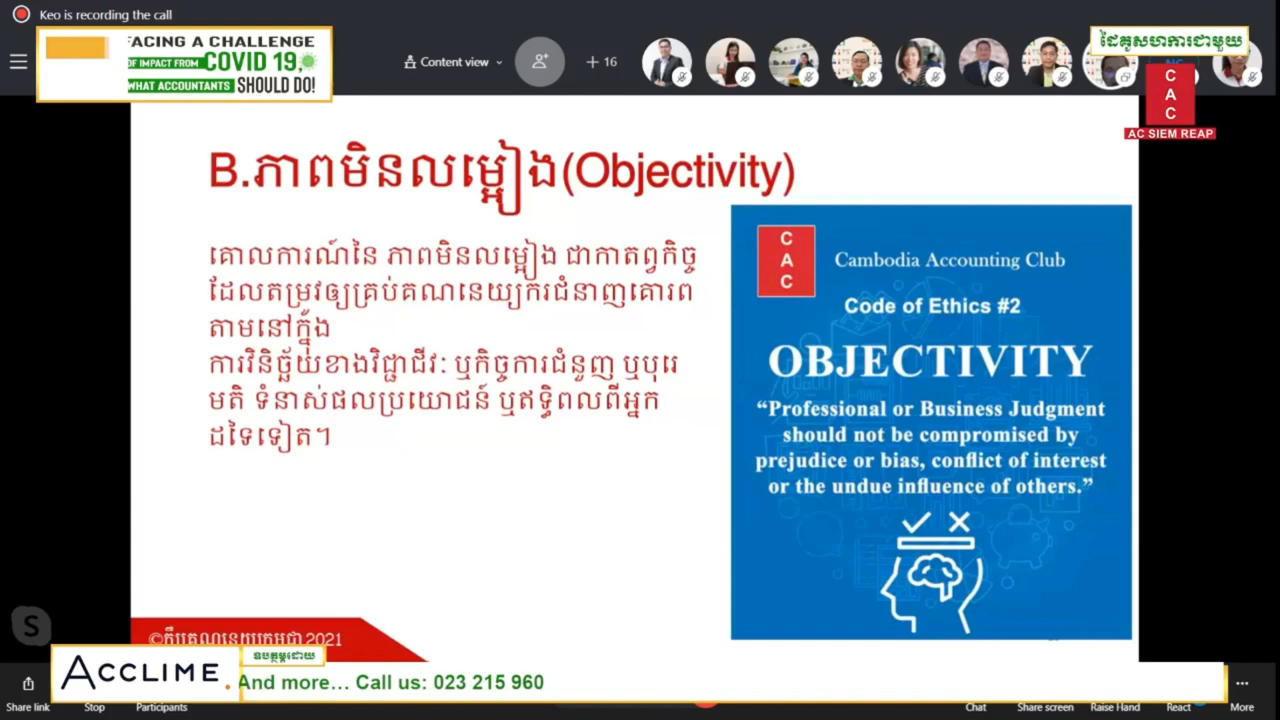 Keo is recording the call
FACING A CHALLENGE
OF IMPACT FROM COVID 19,
WHAT ACCOUNTANTS SHOULD DO!
Content view
+ 16
ដៃគូសហការជាមួយ
C
A
C
AC SIEM REAP
B.ភាពមិនលម្អៀង(Objectivity)
គោលការណ៍នៃ ភាពមិនលម្អៀង ជាកាតព្វកិច្ច
ដែលតម្រូវឲ្យគ្រប់គណនេយ្យករជំនាញគោរព
តាមនៅក្នុង
ការវិនិច្ឆ័យខាងវិជ្ជាជីវៈ ឬកិច្ចការជំនួញ ឬបុរេ
មតិ ទំនាស់ផលប្រយោជន៍ ឬឥទ្ធិពលពីអ្នក
ដទៃទៀត។
C
A
C
Cambodia Accounting Club
Code of Ethics #2
OBJECTIVITY
“Professional or Business Judgment
should not be compromised by
prejudice or bias, conflict of interest
or the undue influence of others.”
S
©ក្លឹបគណនេយ្យកម្ពុជា 2021
ឧបត្ថម្ភដោយ
ACCLIME.
And more... Call us: 023 215 960
Share link
Stop
Participants
Chat
Share screen
Raise Hand
React
More